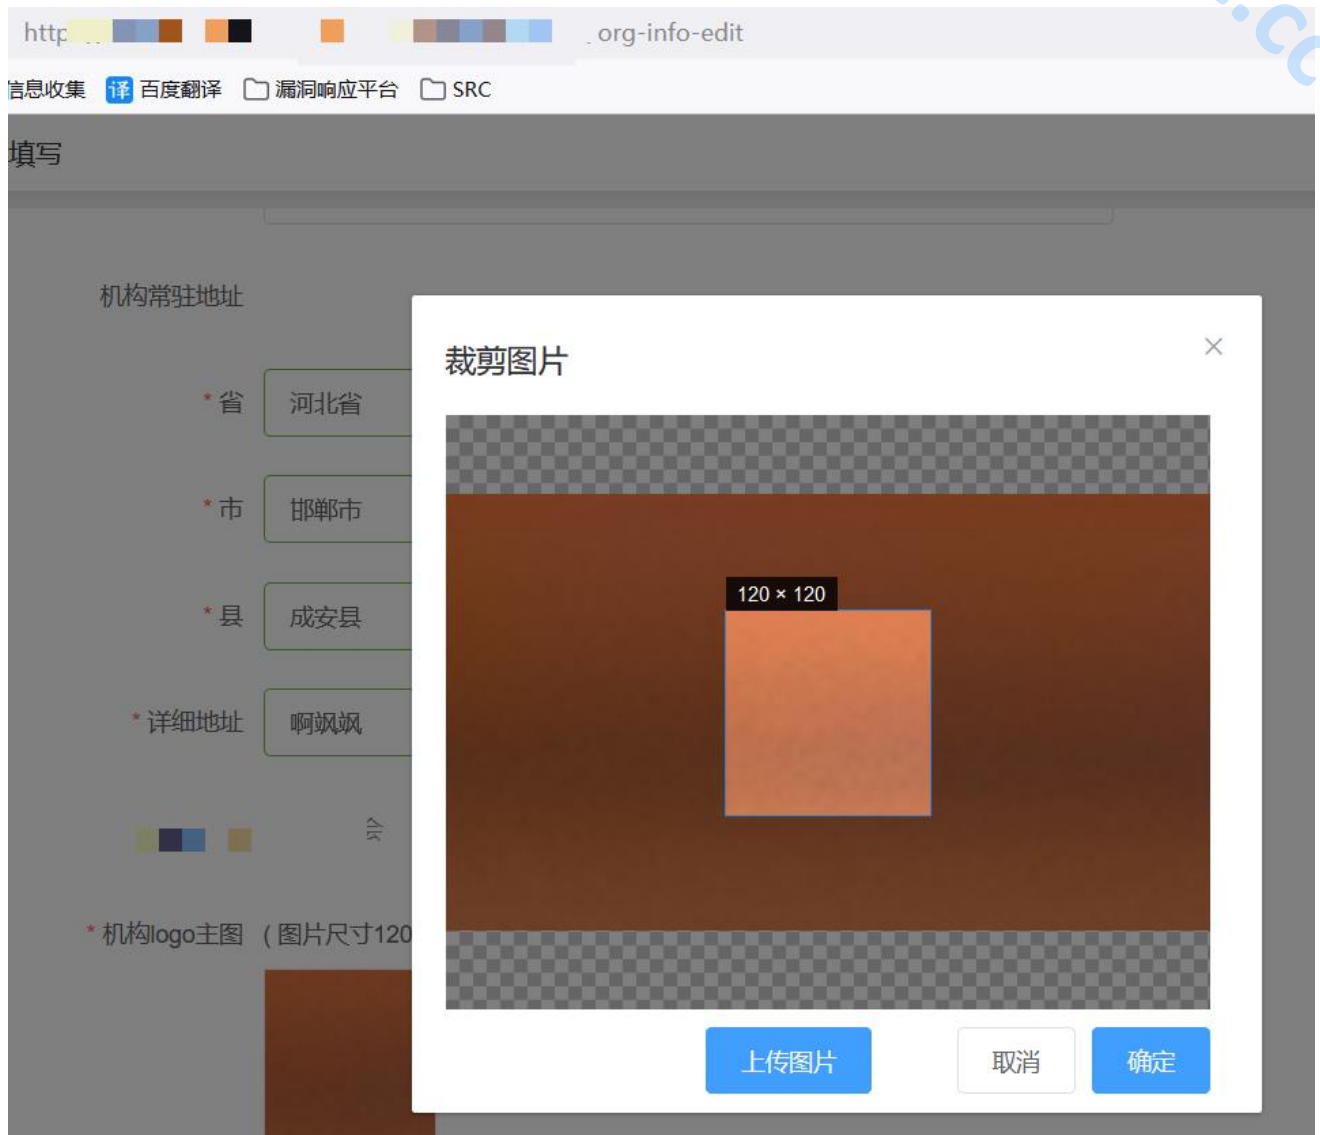 http
org-info-edit
信息收集 译 百度翻译 漏洞响应平台 SRC
填写
机构常驻地址
裁剪图片
* 省 河北省
* 市 邯郸市
120 × 120
* 县 成安县
* 详细地址 啊飒飒
* 机构logo主图 (图片尺寸120
上传图片 取消 确定